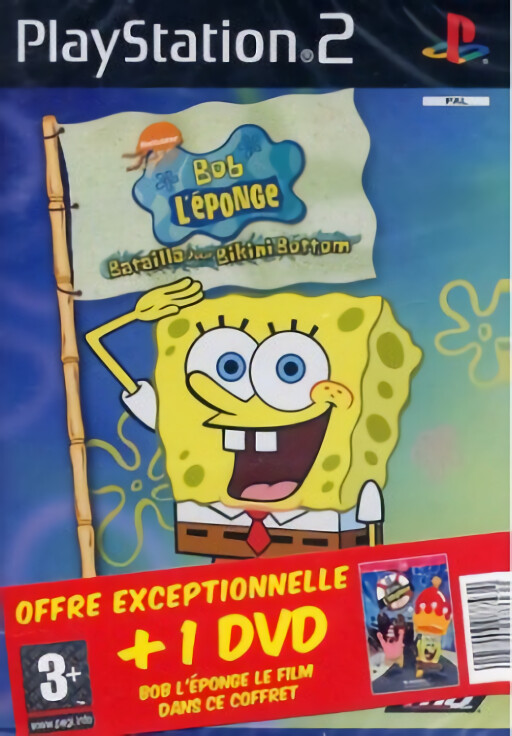 PlayStation.2
PAL
nickelodeon
BOB
L'ÉPONGE
Bataille pour Bikini Bottom
OFFRE EXCEPTIONNELLE
+ 1 DVD
BOB L'ÉPONGE LE FILM
DANS CE COFFRET
3+
www.pegi.info
THQ